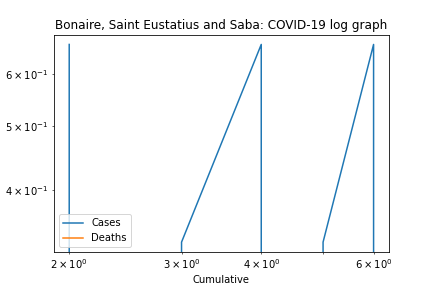 Bonaire, Saint Eustatius and Saba: COVID-19 log graph
6 × 10⁻¹
5 × 10⁻¹
4 × 10⁻¹
Cases
Deaths
2 × 10⁰ 3 × 10⁰ 4 × 10⁰ 6 × 10⁰
Cumulative